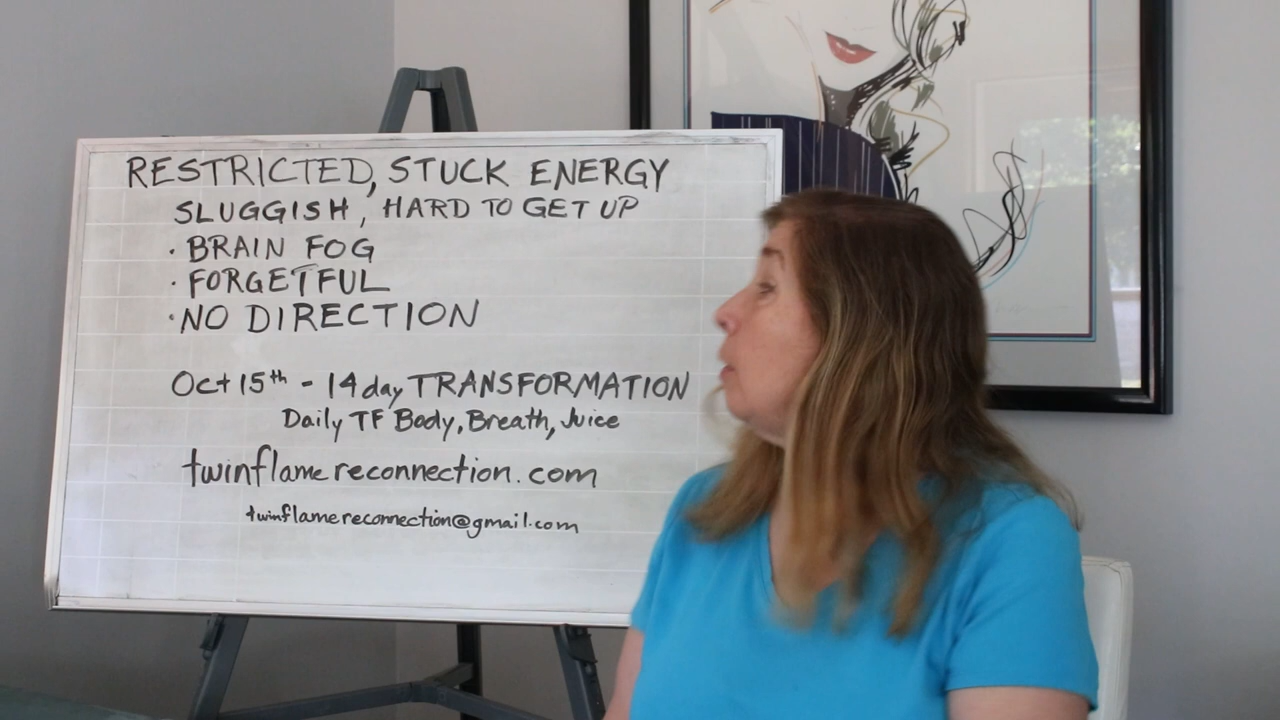 RESTRICTED, STUCK ENERGY
SLUGGISH, HARD TO GET UP
· BRAIN FOG
· FORGETFUL
· NO DIRECTION
Oct 15th - 14 day TRANSFORMATION
Daily TF Body, Breath, Juice
twinflamereconnection.com
twinflamereconnection@gmail.com